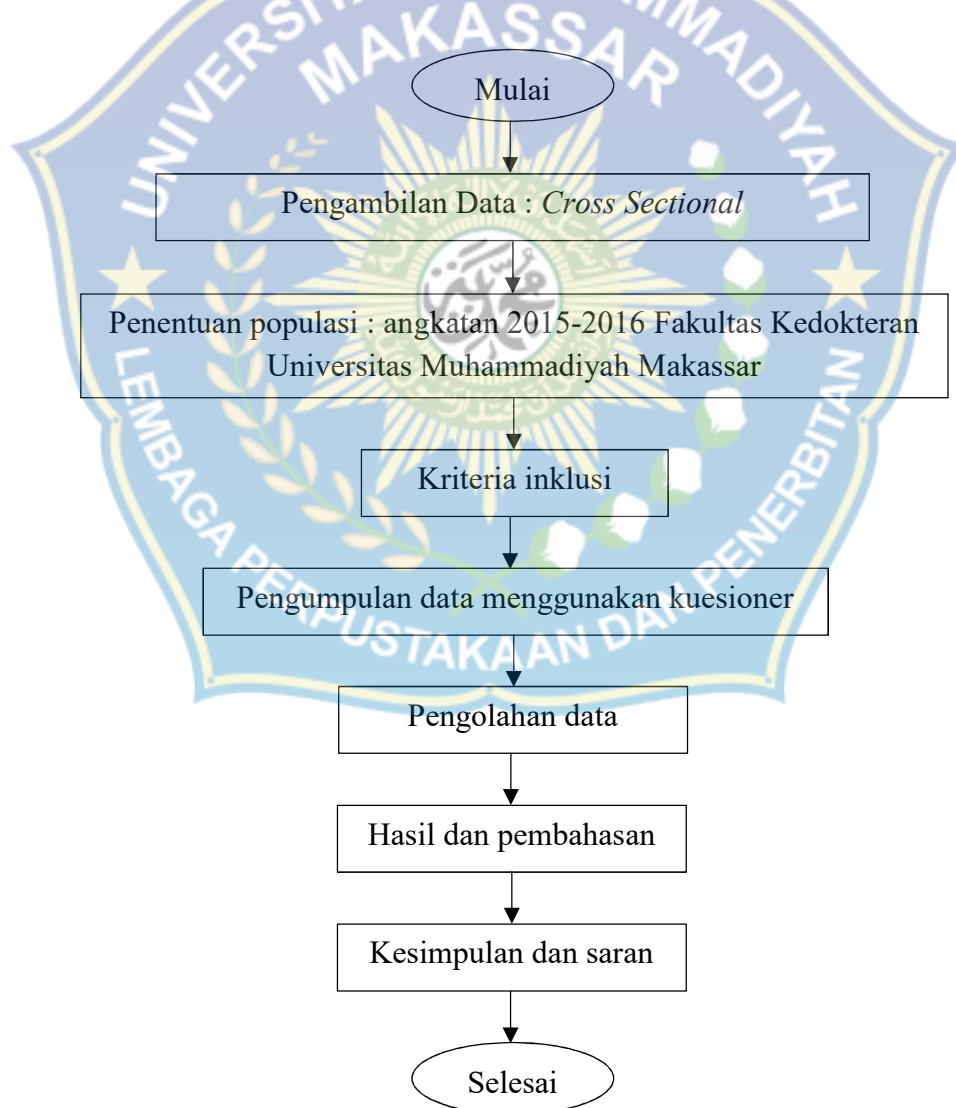 UNIVERSITAS MUHAMMADIYAH
MAKASSAR
Mulai
Pengambilan Data : Cross Sectional
Penentuan populasi : angkatan 2015-2016 Fakultas Kedokteran
Universitas Muhammadiyah Makassar
Kriteria inklusi
Pengumpulan data menggunakan kuesioner
LEMBAGA PERPUSTAKAAN DAN PENERBITAN
Pengolahan data
Hasil dan pembahasan
Kesimpulan dan saran
Selesai